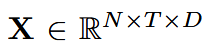 𝐗 ∈ ℝ^{N×T×D}